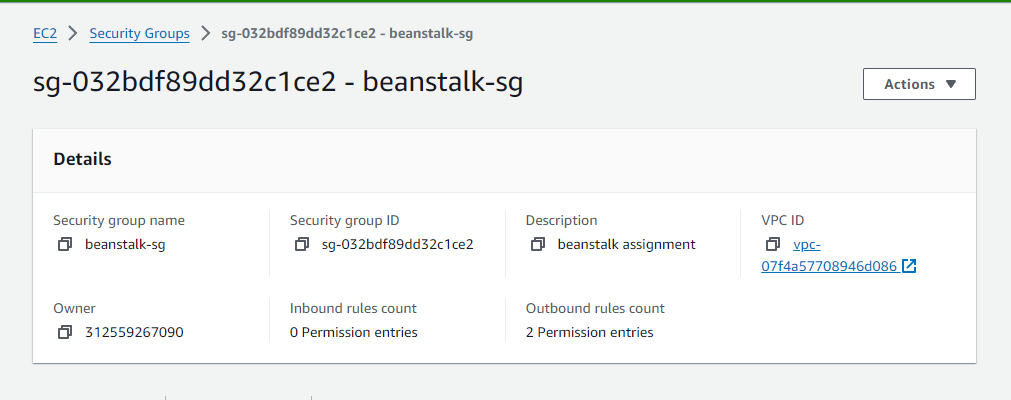 EC2 > Security Groups > sg-032bdf89dd32c1ce2 - beanstalk-sg
sg-032bdf89dd32c1ce2 - beanstalk-sg
Actions
Details
Security group name
beanstalk-sg
Security group ID
sg-032bdf89dd32c1ce2
Description
beanstalk assignment
VPC ID
vpc-
07f4a57708946d086
Owner
312559267090
Inbound rules count
0 Permission entries
Outbound rules count
2 Permission entries